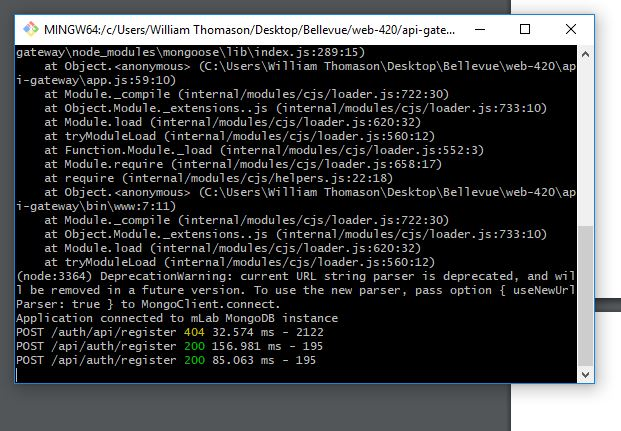 MINGW64:/c/Users/William Thomason/Desktop/Bellevue/web-420/api-gate...
gateway\node_modules\mongoose\lib\index.js:289:15)
at Object.<anonymous> (C:\Users\William Thomason\Desktop\Bellevue\web-420\ap
i-gateway\app.js:59:10)
at Module._compile (internal/modules/cjs/loader.js:722:30)
at Object.Module._extensions..js (internal/modules/cjs/loader.js:733:10)
at Module.load (internal/modules/cjs/loader.js:620:32)
at tryModuleLoad (internal/modules/cjs/loader.js:560:12)
at Function.Module._load (internal/modules/cjs/loader.js:552:3)
at Module.require (internal/modules/cjs/loader.js:658:17)
at require (internal/modules/cjs/helpers.js:22:18)
at Object.<anonymous> (C:\Users\William Thomason\Desktop\Bellevue\web-420\ap
i-gateway\bin\www:7:11)
at Module._compile (internal/modules/cjs/loader.js:722:30)
at Object.Module._extensions..js (internal/modules/cjs/loader.js:733:10)
at Module.load (internal/modules/cjs/loader.js:620:32)
at tryModuleLoad (internal/modules/cjs/loader.js:560:12)
(node:3364) DeprecationWarning: current URL string parser is deprecated, and wil
l be removed in a future version. To use the new parser, pass option { useNewUrl
Parser: true } to MongoClient.connect.
Application connected to mLab MongoDB instance
POST /auth/api/register 404 32.574 ms - 2122
POST /api/auth/register 200 156.981 ms - 195
POST /api/auth/register 200 85.063 ms - 195